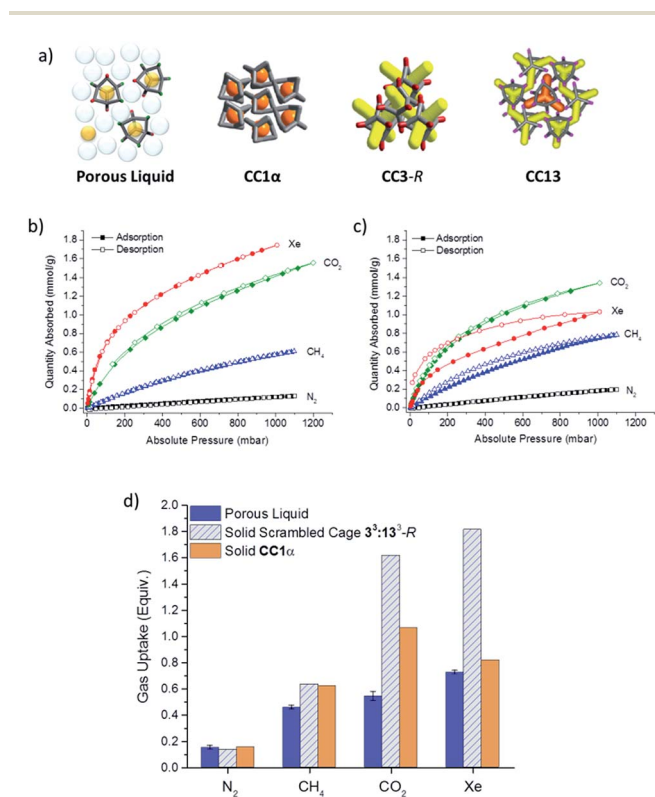 a)
Porous Liquid CC1α CC3-R CC13
b)
Adsorption
Desorption
Quantity Absorbed (mmol/g)
1.8
1.6
1.4
1.2
1.0
0.8
0.6
0.4
0.2
0.0
Xe
CO₂
CH₄
N₂
0 200 400 600 800 1000 1200
Absolute Pressure (mbar)
c)
Adsorption
Desorption
Quantity Absorbed (mmol/g)
1.8
1.6
1.4
1.2
1.0
0.8
0.6
0.4
0.2
0.0
CO₂
Xe
CH₄
N₂
0 200 400 600 800 1000 1200
Absolute Pressure (mbar)
d)
Porous Liquid
Solid Scrambled Cage 3³:13³-R
Solid CC1α
Gas Uptake (Equiv.)
2.0
1.8
1.6
1.4
1.2
1.0
0.8
0.6
0.4
0.2
0.0
N₂ CH₄ CO₂ Xe